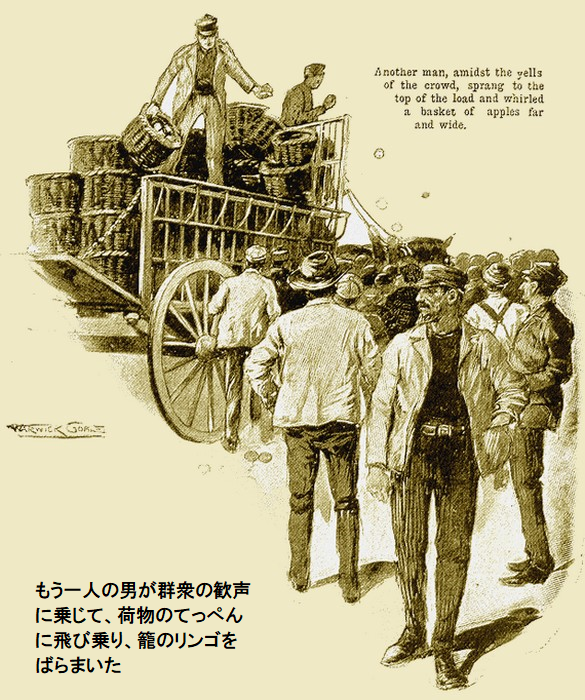 Another man, amidst the yells
of the crowd, sprang to the
top of the load and whirled
a basket of apples far
and wide.
WARWICK GOBLE
もう一人の男が群衆の歓声
に乗じて、荷物のてっぺん
に飛び乗り、籠のリンゴを
ばらまいた